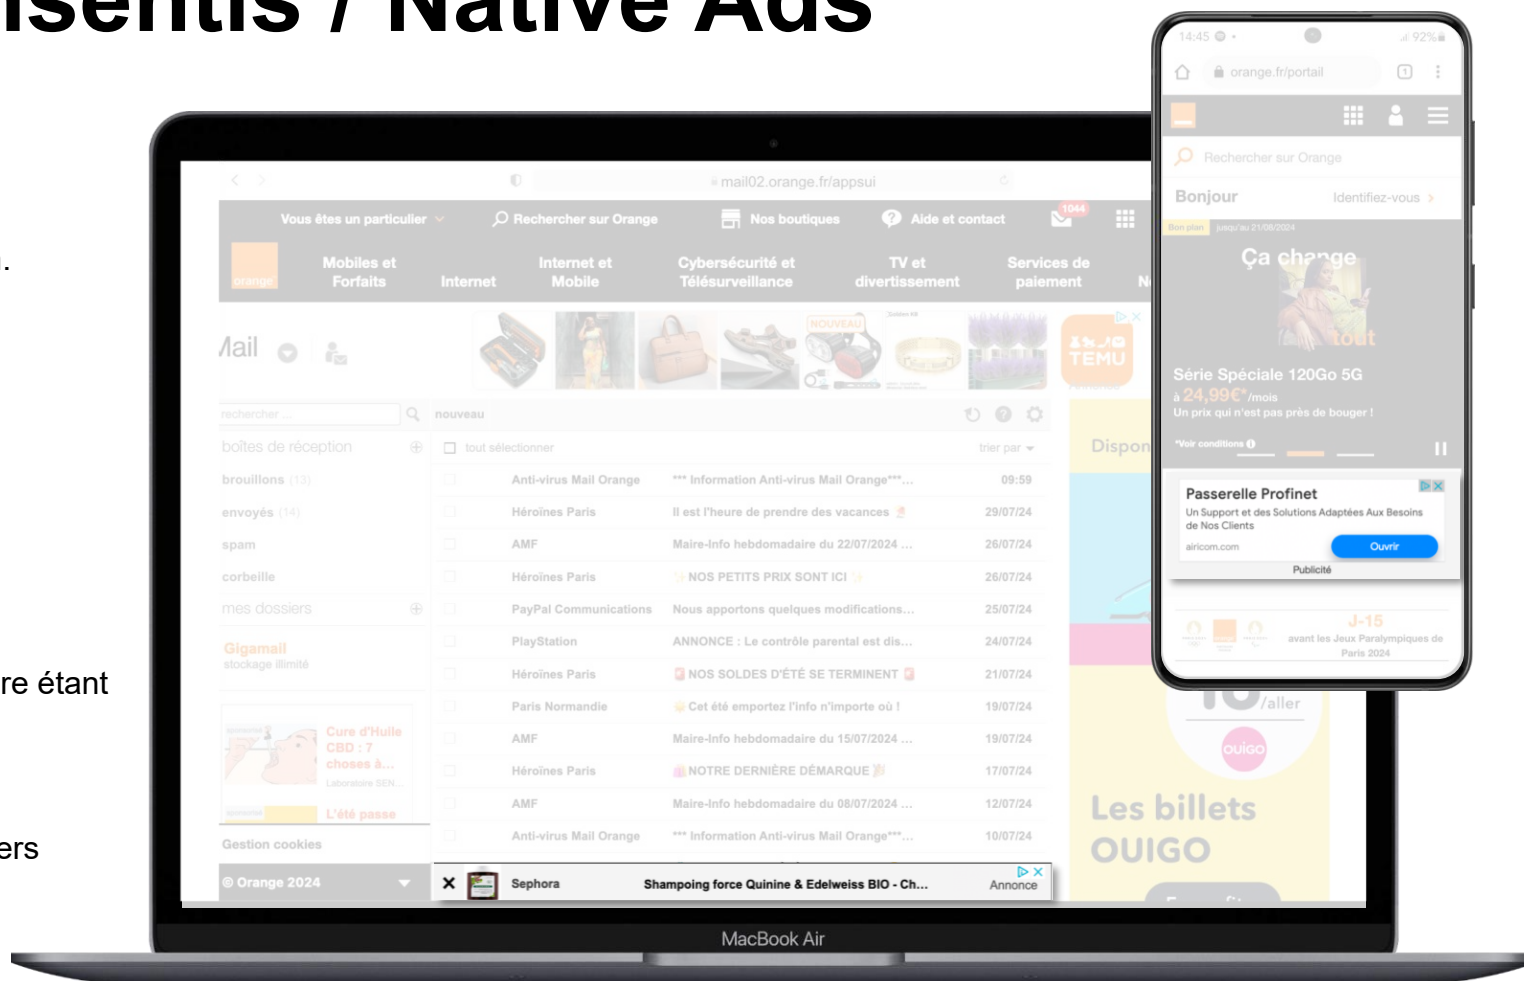 nsentis / Native Ads
re étant
ers
mail02.orange.fr/appsui
Vous êtes un particulier
Rechercher sur Orange
Nos boutiques
Aide et contact
1044
orange
Mobiles et Forfaits
Internet
Internet et Mobile
Cybersécurité et Télésurveillance
TV et divertissement
Services de paiement
Mail
NOUVEAU
TEMU
rechercher ...
nouveau
boîtes de réception
tout sélectionner
trier par
Dispon
brouillons (13)
envoyés (14)
spam
corbeille
mes dossiers
Gigamail
stockage illimité
Anti-virus Mail Orange *** Information Anti-virus Mail Orange***... 09:59
Héroïnes Paris Il est l'heure de prendre des vacances 29/07/24
AMF Maire-Info hebdomadaire du 22/07/2024 ... 26/07/24
Héroïnes Paris NOS PETITS PRIX SONT ICI 26/07/24
PayPal Communications Nous apportons quelques modifications... 25/07/24
PlayStation ANNONCE : Le contrôle parental est dis... 24/07/24
Héroïnes Paris NOS SOLDES D'ÉTÉ SE TERMINENT 21/07/24
Paris Normandie Cet été emportez l'info n'importe où ! 19/07/24
AMF Maire-Info hebdomadaire du 15/07/2024 ... 19/07/24
Héroïnes Paris NOTRE DERNIÈRE DÉMARQUE 17/07/24
AMF Maire-Info hebdomadaire du 08/07/2024 ... 12/07/24
Anti-virus Mail Orange *** Information Anti-virus Mail Orange***... 10/07/24
Cure d'Huile
CBD : 7
choses à...
Laboratoire SEN...
L'été passe
Gestion cookies
© Orange 2024
Sephora Shampoing force Quinine & Edelweiss BIO - Ch... Annonce
/aller
OUIGO
Les billets
OUIGO
MacBook Air
14:45
92%
orange.fr/portail
1
Rechercher sur Orange
Bonjour
Identifiez-vous >
Bon plan jusqu'au 21/08/2024
Ça change
tout
Série Spéciale 120Go 5G
à 24,99€*/mois
Un prix qui n'est pas près de bouger !
*Voir conditions
Passerelle Profinet
Un Support et des Solutions Adaptées Aux Besoins
de Nos Clients
airicom.com
Ouvrir
Publicité
J-15
avant les Jeux Paralympiques de
Paris 2024